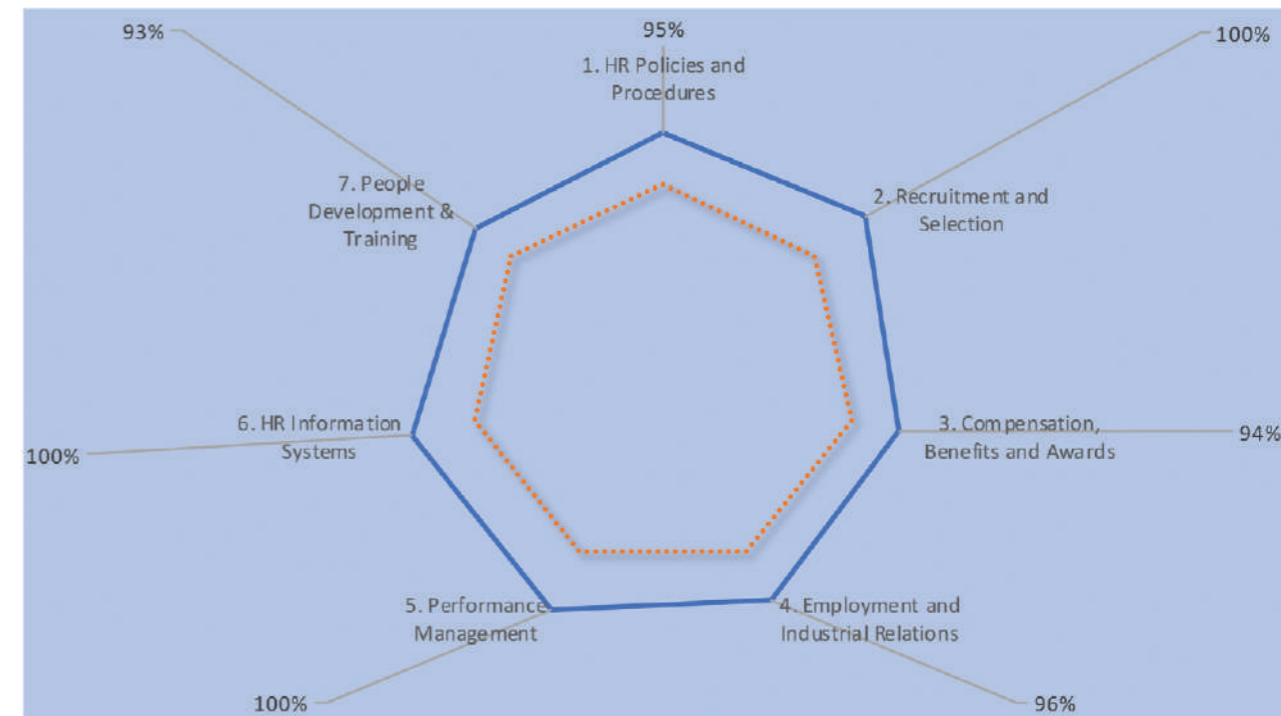 93%
95%
100%
1. HR Policies and
Procedures
7. People
Development &
Training
2. Recruitment and
Selection
6. HR Information
Systems
100%
3. Compensation,
Benefits and Awards
94%
5. Performance
Management
4. Employment and
Industrial Relations
100%
96%